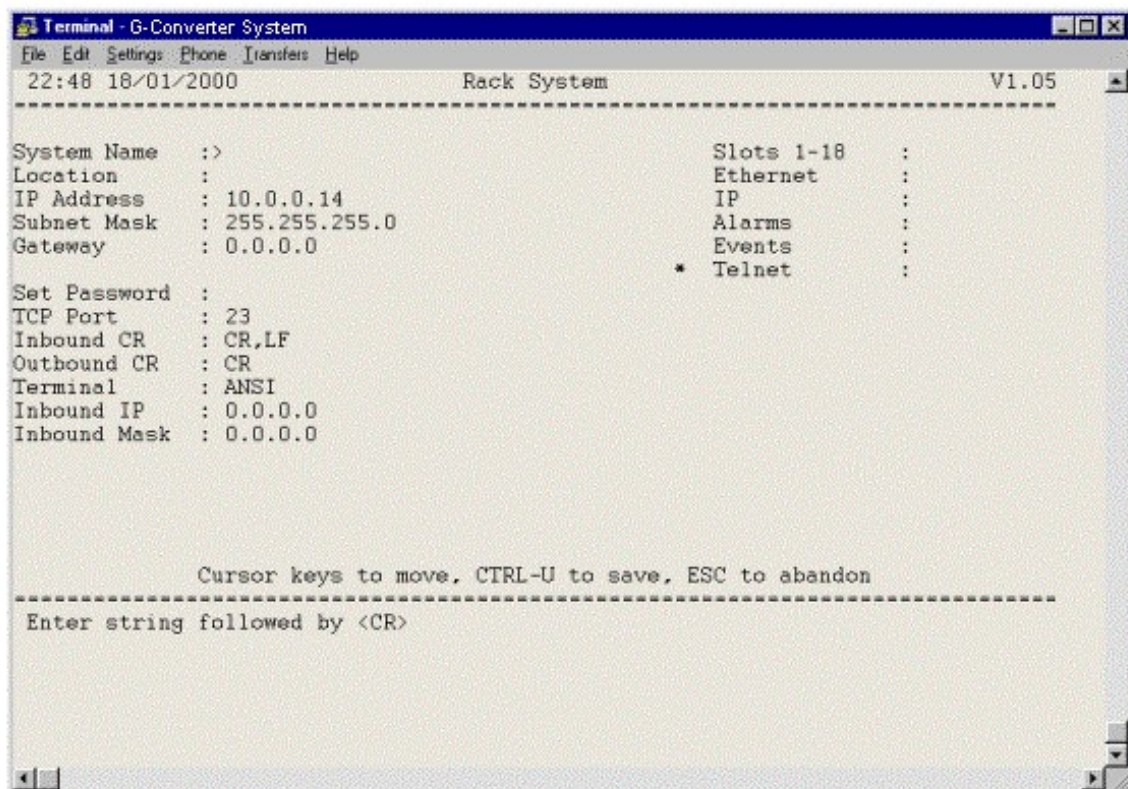 Terminal - G-Converter System
File Edit Settings Phone Transfers Help
22:48 18/01/2000 Rack System V1.05
System Name :> Slots 1-18 :
Location : Ethernet :
IP Address : 10.0.0.14 IP :
Subnet Mask : 255.255.255.0 Alarms :
Gateway : 0.0.0.0 Events :
* Telnet :
Set Password :
TCP Port : 23
Inbound CR : CR,LF
Outbound CR : CR
Terminal : ANSI
Inbound IP : 0.0.0.0
Inbound Mask : 0.0.0.0
Cursor keys to move, CTRL-U to save, ESC to abandon
Enter string followed by <CR>